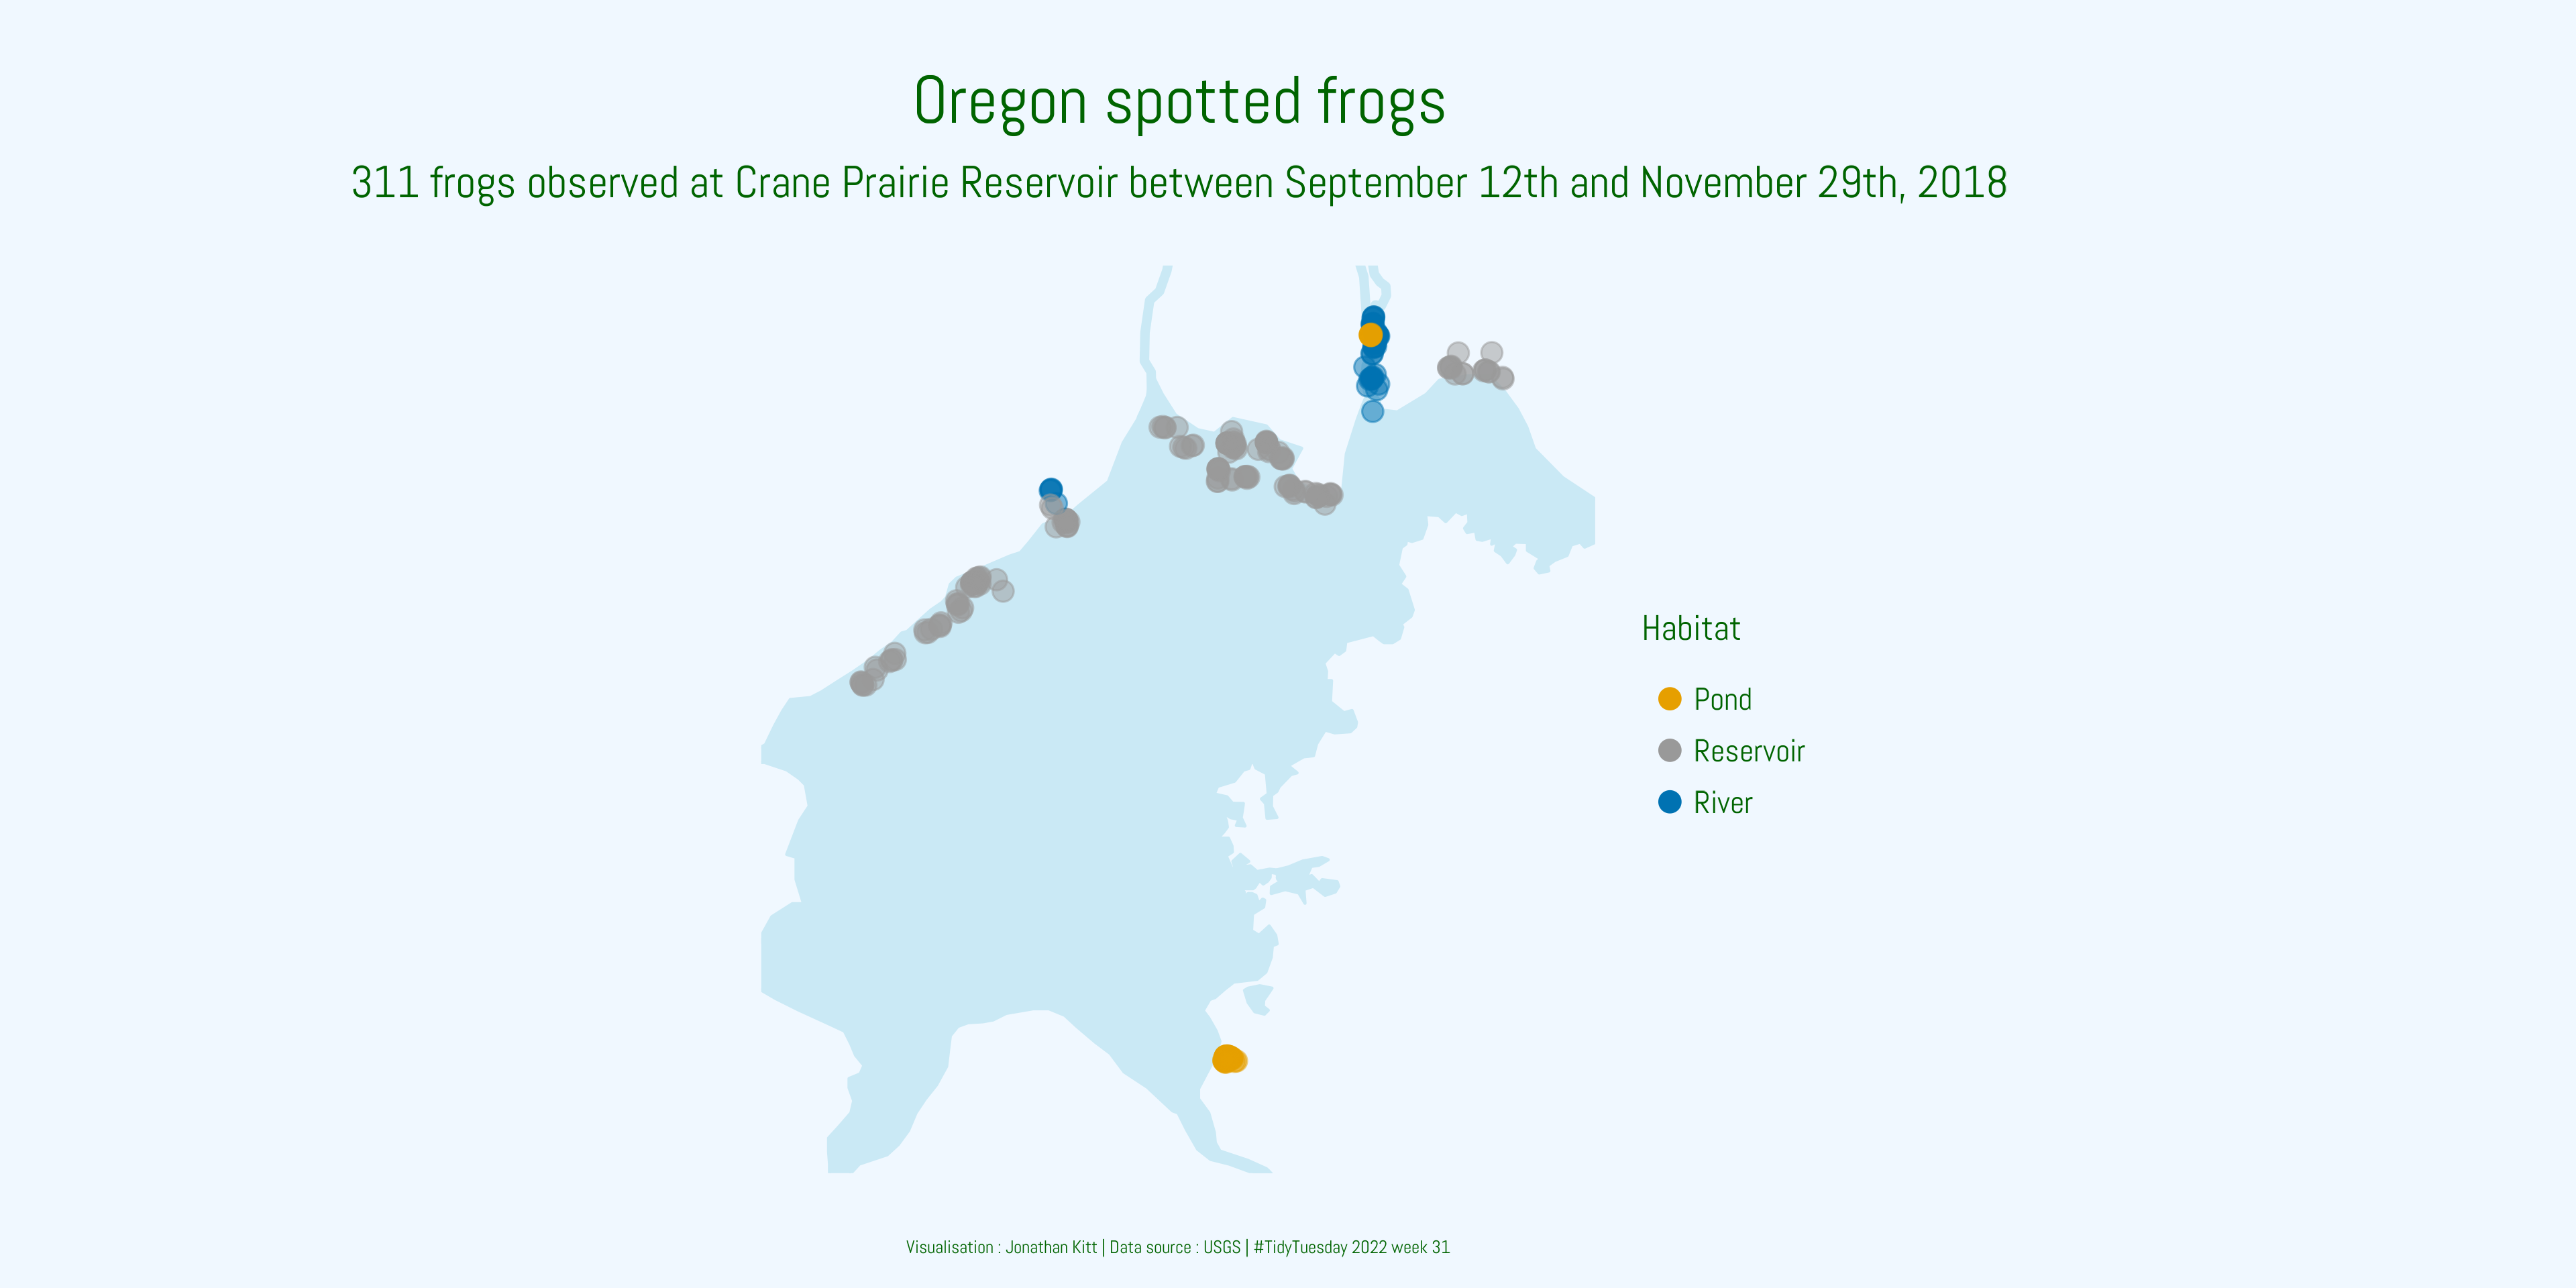 Oregon spotted frogs
311 frogs observed at Crane Prairie Reservoir between September 12th and November 29th, 2018
Habitat
Pond
Reservoir
River
Visualisation : Jonathan Kitt | Data source : USGS | #TidyTuesday 2022 week 31